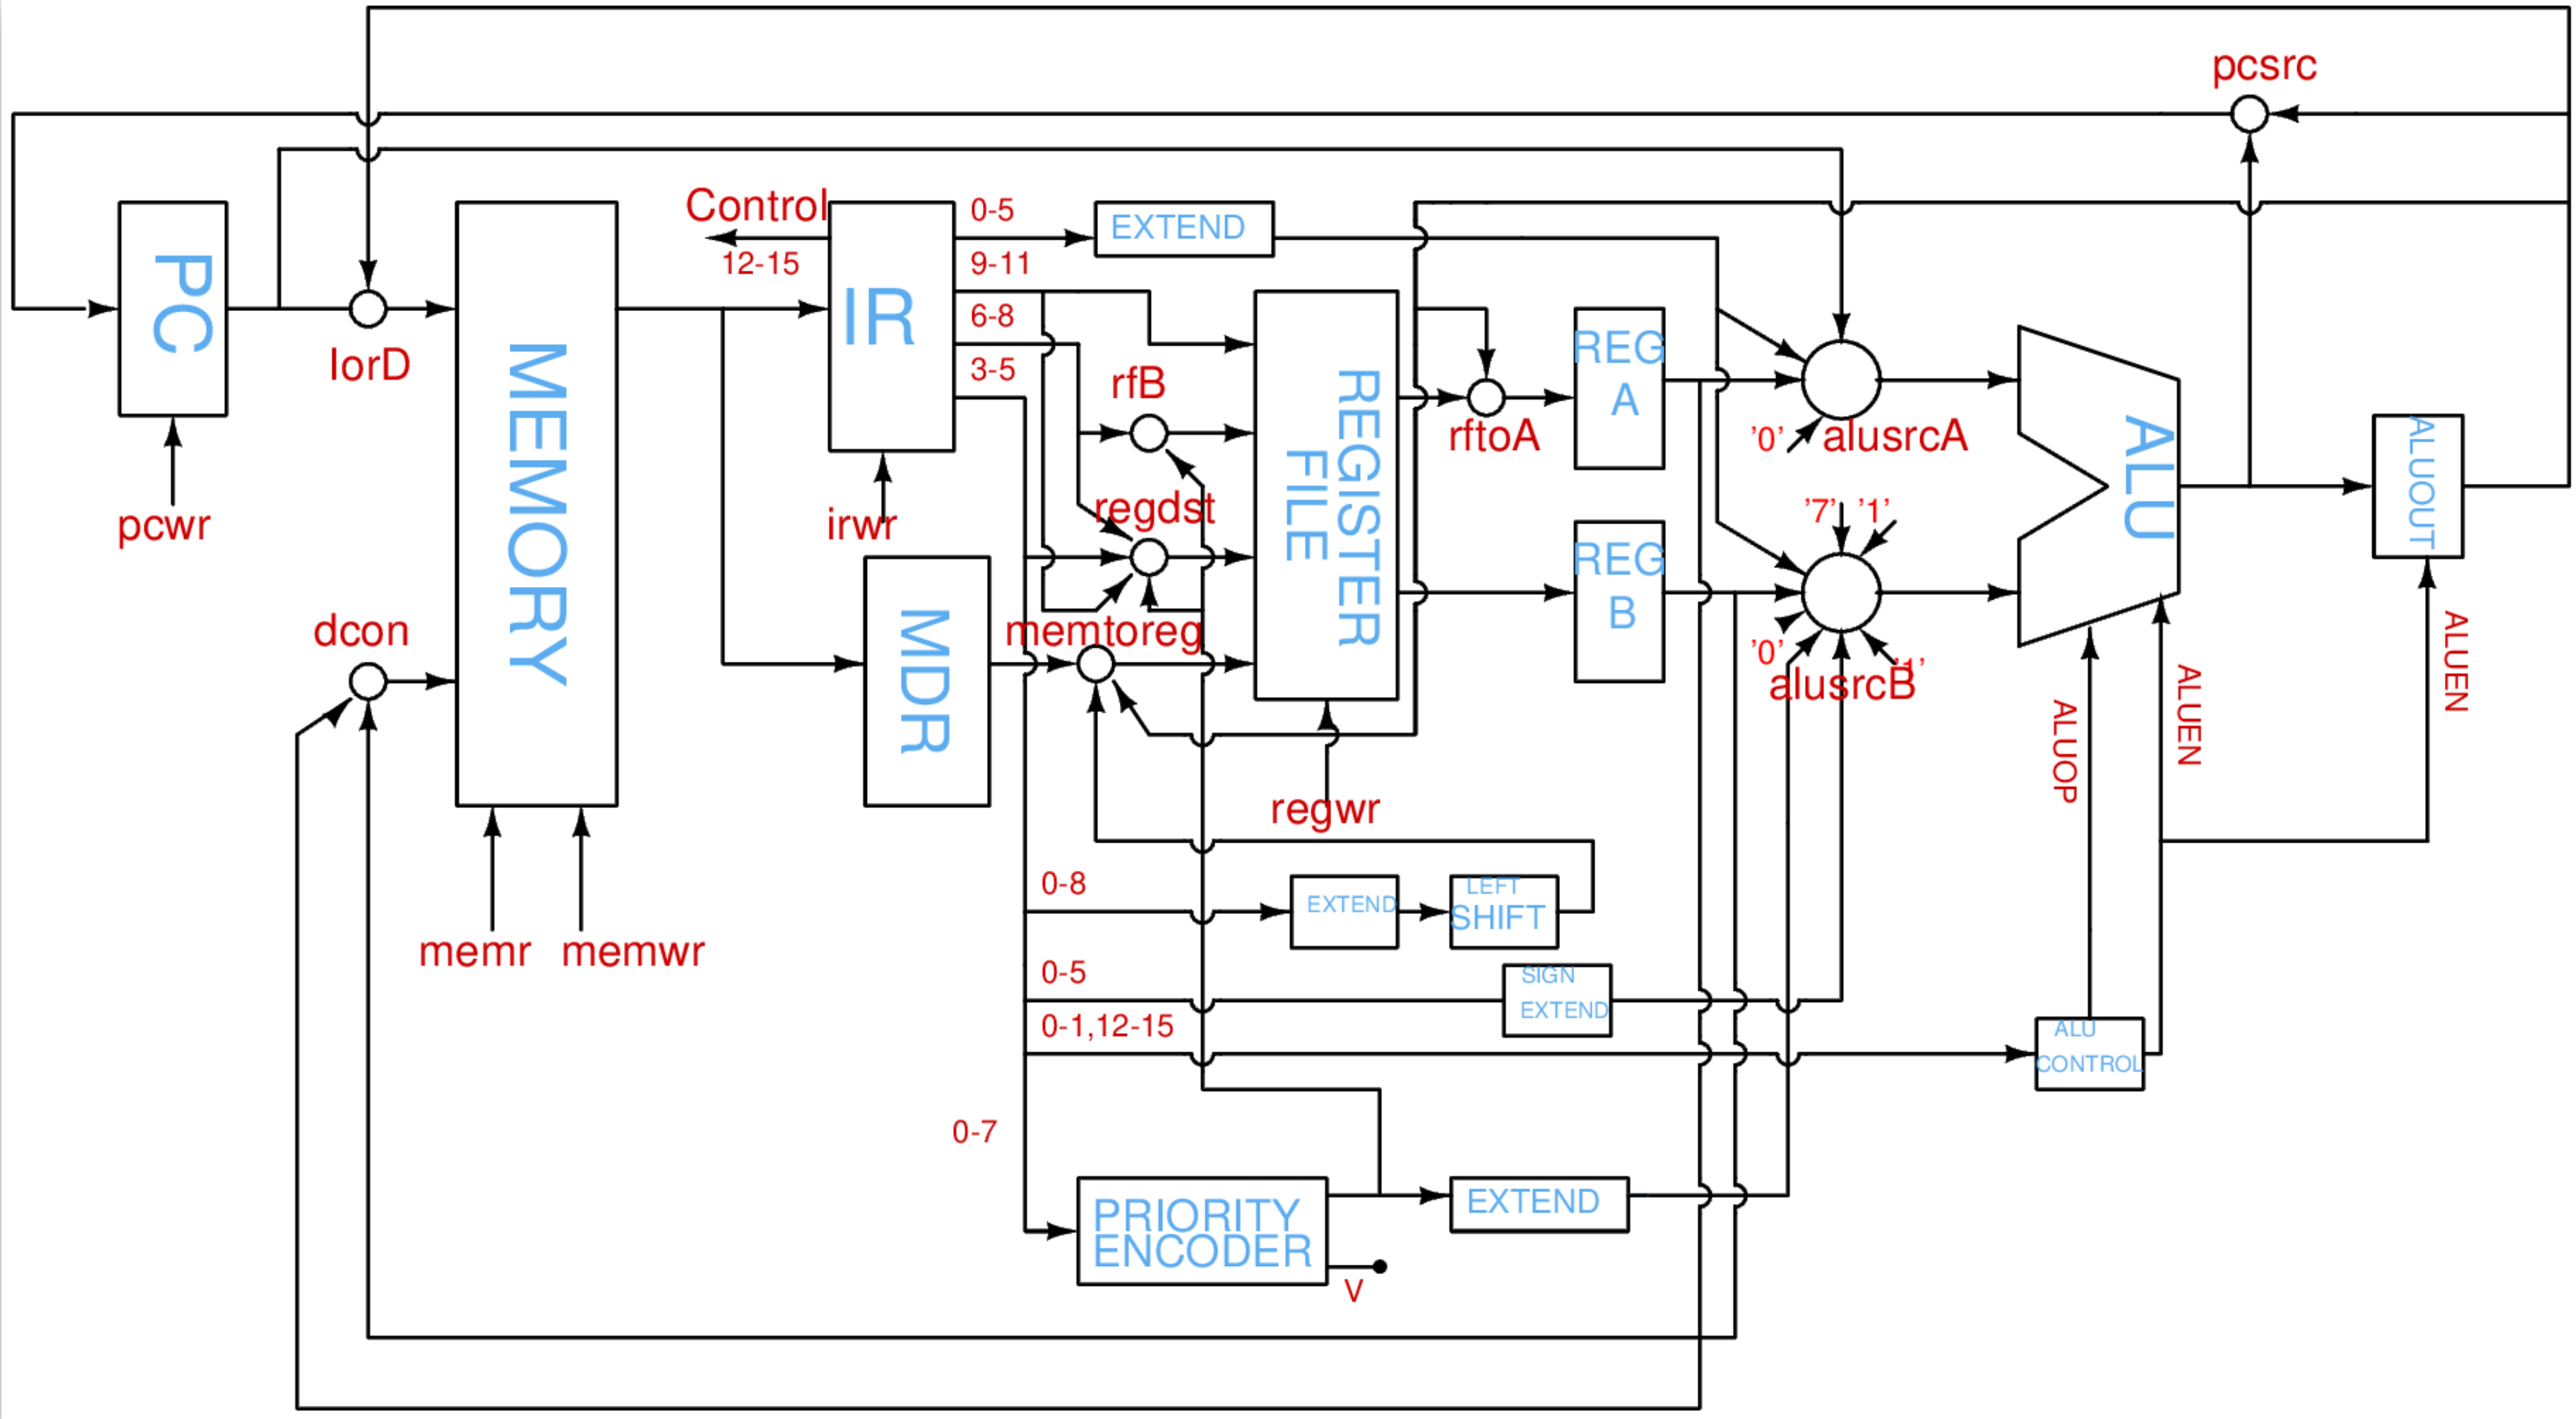 pcsrc
Control
12-15
0-5
EXTEND
9-11
6-8
3-5
PC
IorD
MEMORY
IR
rfB
REGISTER
FILE
REG
A
rftoA
'0'
alusrcA
ALU
ALUOUT
pcwr
irwr
regdst
'7'
'1'
REG
B
dcon
MDR
memtoreg
'0'
'1'
alusrcB
ALUOP
ALUEN
ALUEN
regwr
memr
memwr
0-8
EXTEND
LEFT
SHIFT
0-5
SIGN
EXTEND
0-1,12-15
ALU
CONTROL
0-7
PRIORITY
ENCODER
EXTEND
V